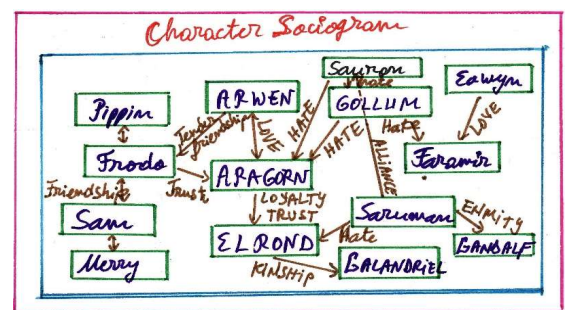 Character Sociogram
Sauron
hate
Eowyn
ARWEN
GOLLUM
Pippin
Tender
friendship
LOVE
HATE
HATE
Hate
LOVE
Frodo
ARAGORN
Faramir
ALLIANCE
Friendship
Trust
LOYALTY
TRUST
Sam
Saruman
ENMITY
Hate
ELROND
GANDALF
Merry
KINSHIP
GALANDRIEL